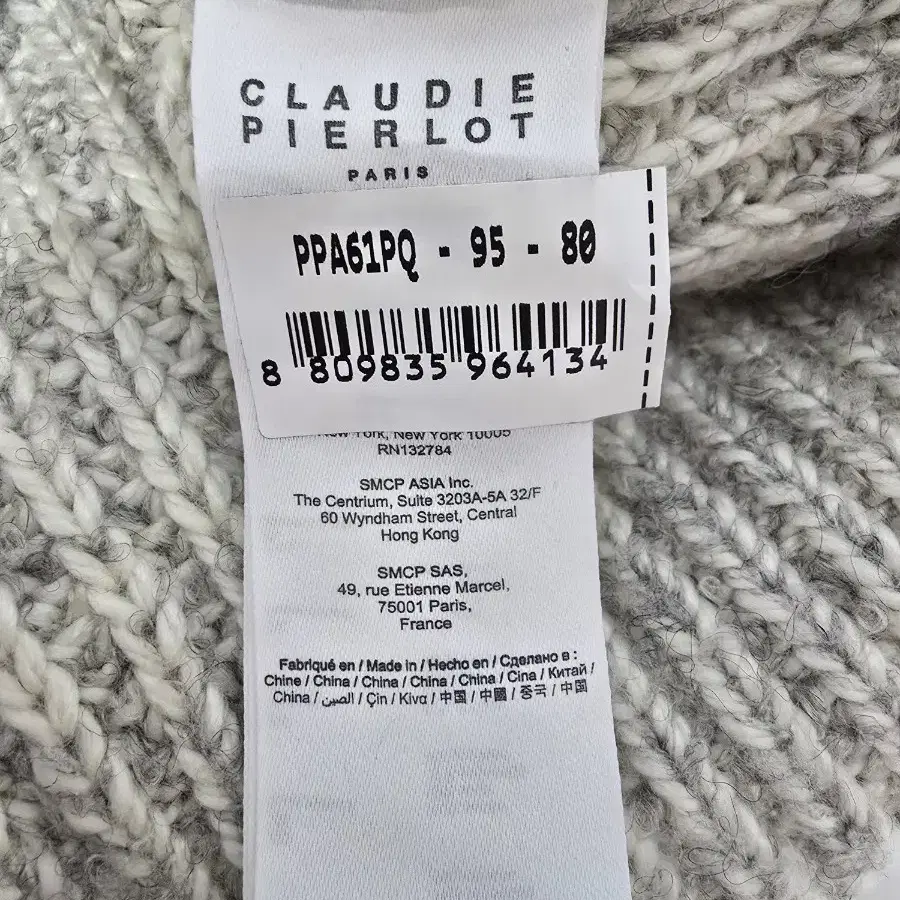 CLAUDIE
PIERLOT
PARIS
PPA61PQ - 95 - 80
8 809835 964134
New York, New York 10005
RN132784
SMCP ASIA Inc.
The Centrium, Suite 3203A-5A 32/F
60 Wyndham Street, Central
Hong Kong
SMCP SAS,
49, rue Etienne Marcel,
75001 Paris,
France
Fabriqué en / Made in / Hecho en / Сделано в :
Chine / China / China / China / China / Cina / Китай /
China / الصين / Çin / Κίνα / 中国 / 中國 / 중국 / 中国